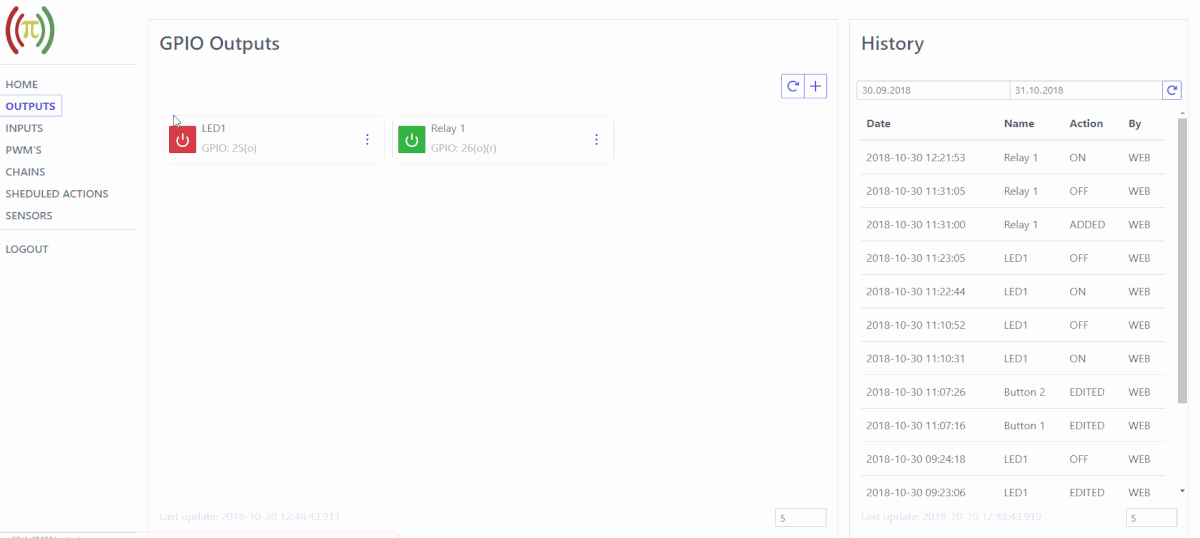 π
HOME
OUTPUTS
INPUTS
PWM'S
CHAINS
SHEDULED ACTIONS
SENSORS
LOGOUT
GPIO Outputs
LED1
GPIO: 25(o)
Relay 1
GPIO: 26(o)(r)
Last update: 2018-10-30 12:48:43.911
5
History
30.09.2018 31.10.2018
Date Name Action By
2018-10-30 12:21:53 Relay 1 ON WEB
2018-10-30 11:31:05 Relay 1 OFF WEB
2018-10-30 11:31:00 Relay 1 ADDED WEB
2018-10-30 11:23:05 LED1 OFF WEB
2018-10-30 11:22:44 LED1 ON WEB
2018-10-30 11:10:52 LED1 OFF WEB
2018-10-30 11:10:31 LED1 ON WEB
2018-10-30 11:07:26 Button 2 EDITED WEB
2018-10-30 11:07:16 Button 1 EDITED WEB
2018-10-30 09:24:18 LED1 OFF WEB
2018-10-30 09:23:06 LED1 EDITED WEB
Last update: 2018-10-30 12:48:43.919
5